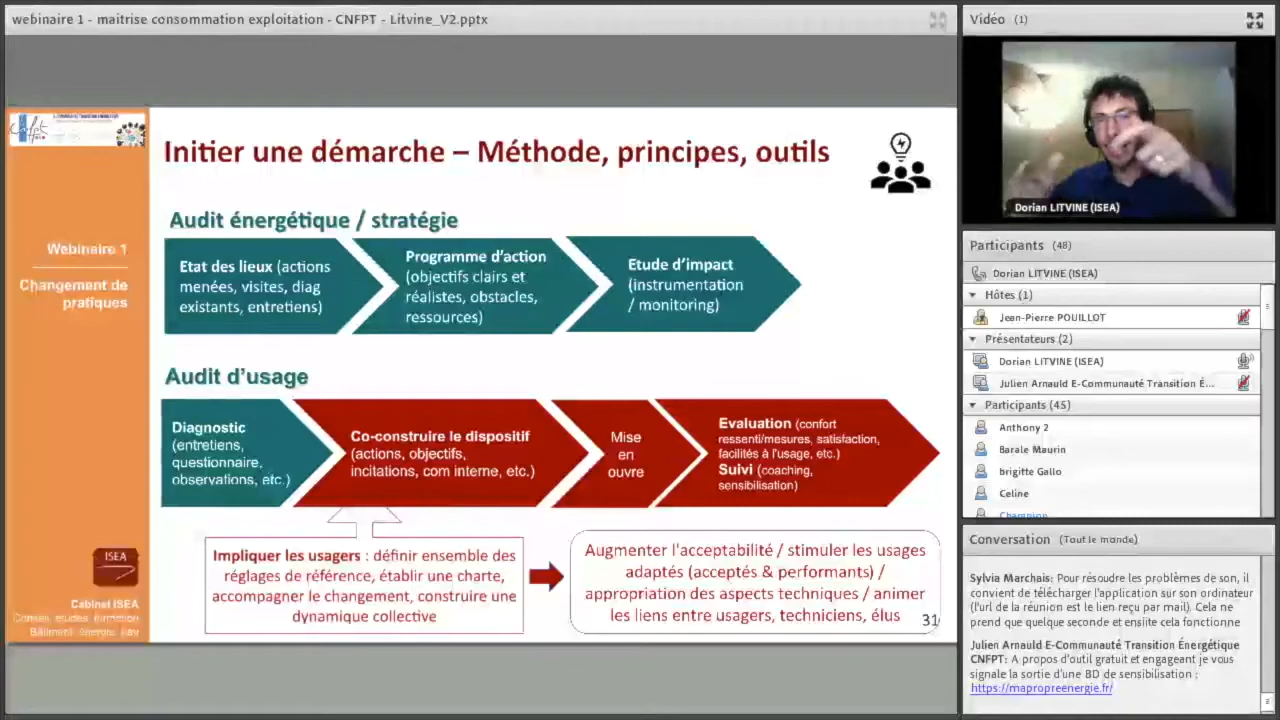 webinaire 1 - maitrise consommation exploitation - CNFPT - Litvine_V2.pptx
Initier une démarche – Méthode, principes, outils
Webinaire 1
Changement de
pratiques
Audit énergétique / stratégie
Etat des lieux (actions
menées, visites, diag
existants, entretiens)
Programme d'action
(objectifs clairs et
réalistes, obstacles,
ressources)
Etude d'impact
(instrumentation
/ monitoring)
Audit d'usage
Diagnostic
(entretiens,
questionnaire,
observations, etc.)
Co-construire le dispositif
(actions, objectifs,
incitations, com interne, etc.)
Mise
en
ouvre
Evaluation (confort
ressenti/mesures, satisfaction,
facilités à l'usage, etc.)
Suivi (coaching,
sensibilisation)
Impliquer les usagers : définir ensemble des
réglages de référence, établir une charte,
accompagner le changement, construire une
dynamique collective
Augmenter l'acceptabilité / stimuler les usages
adaptés (acceptés & performants) /
appropriation des aspects techniques / animer
les liens entre usagers, techniciens, élus
31
ISEA
Cabinet ISEA
Conseil études formation
Bâtiment énergie eau
Vidéo (1)
Dorian LITVINE (ISEA)
Participants (48)
Dorian LITVINE (ISEA)
Hôtes (1)
Jean-Pierre POUILLOT
Présentateurs (2)
Dorian LITVINE (ISEA)
Julien Arnauld E-Communauté Transition É...
Participants (45)
Anthony 2
Barale Maurin
brigitte Gallo
Celine
Champion
Conversation (Tout le monde)
Sylvia Marchais: Pour résoudre les problèmes de son, il
convient de télécharger l'application sur son ordinateur
(l'url de la réunion est le lien reçu par mail). Cela ne
prend que quelque seconde et ensiite cela fonctionne
Julien Arnauld E-Communauté Transition Énergétique
CNFPT: A propos d'outil gratuit et engageant je vous
signale la sortie d'une BD de sensibilisation :
https://mapropreenergie.fr/